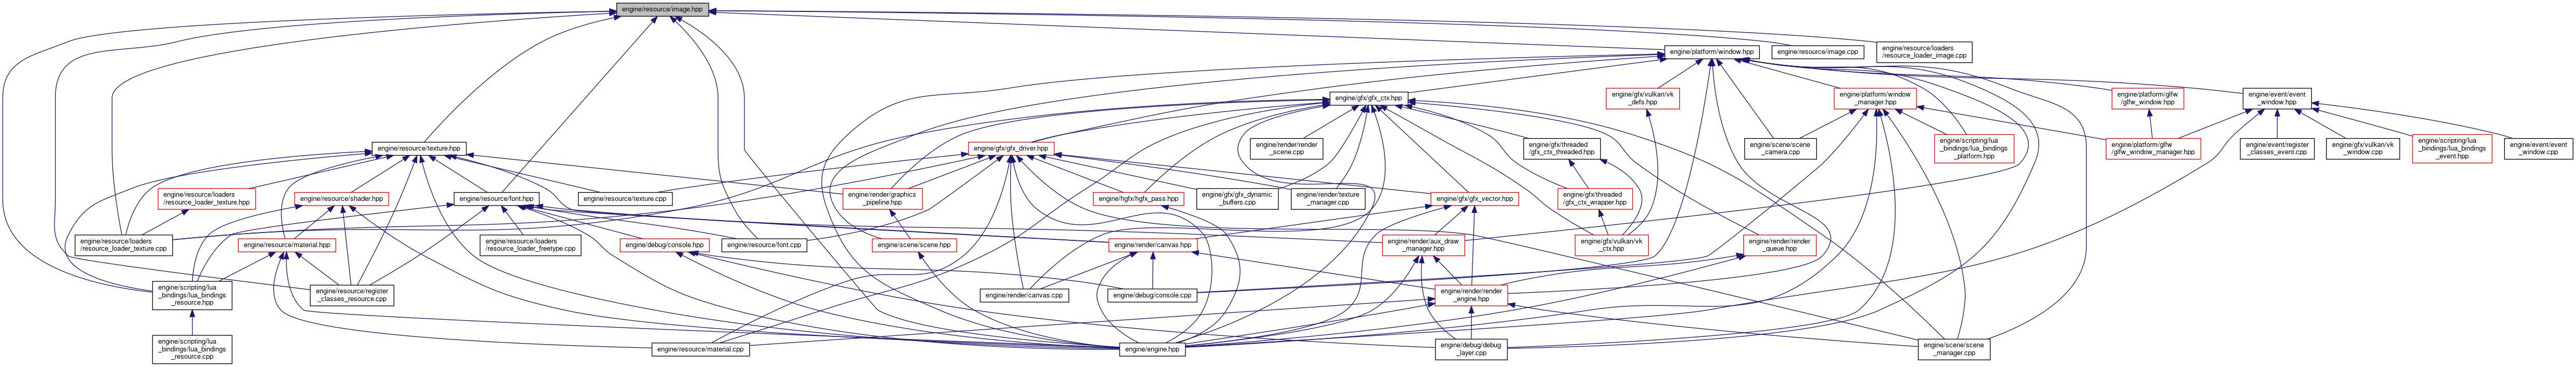 engine/resource/image.hpp
engine/platform/window.hpp
engine/resource/image.cpp
engine/resource/loaders
/resource_loader_image.cpp
engine/gfx/gfx_ctx.hpp
engine/gfx/vulkan/vk
_defs.hpp
engine/platform/window
_manager.hpp
engine/platform/glfw
/glfw_window.hpp
engine/event/event
_window.hpp
engine/resource/texture.hpp
engine/gfx/gfx_driver.hpp
engine/render/render
_scene.cpp
engine/gfx/threaded
/gfx_ctx_threaded.hpp
engine/scene/scene
_camera.cpp
engine/scripting/lua
_bindings/lua_bindings
_platform.hpp
engine/platform/glfw
/glfw_window_manager.hpp
engine/event/register
_classes_event.cpp
engine/gfx/vulkan/vk
_window.cpp
engine/scripting/lua
_bindings/lua_bindings
_event.hpp
engine/event/event
_window.cpp
engine/resource/loaders
/resource_loader_texture.hpp
engine/resource/shader.hpp
engine/resource/font.hpp
engine/resource/texture.cpp
engine/render/graphics
_pipeline.hpp
engine/hgfx/hgfx_pass.hpp
engine/gfx/gfx_dynamic
_buffers.cpp
engine/render/texture
_manager.cpp
engine/gfx/gfx_vector.hpp
engine/gfx/threaded
/gfx_ctx_wrapper.hpp
engine/resource/loaders
/resource_loader_texture.cpp
engine/resource/material.hpp
engine/resource/loaders
/resource_loader_freetype.cpp
engine/debug/console.hpp
engine/resource/font.cpp
engine/scene/scene.hpp
engine/render/canvas.hpp
engine/render/aux_draw
_manager.hpp
engine/gfx/vulkan/vk
_ctx.hpp
engine/render/render
_queue.hpp
engine/scripting/lua
_bindings/lua_bindings
_resource.hpp
engine/resource/register
_classes_resource.cpp
engine/render/canvas.cpp
engine/debug/console.cpp
engine/render/render
_engine.hpp
engine/scripting/lua
_bindings/lua_bindings
_resource.cpp
engine/resource/material.cpp
engine/engine.hpp
engine/debug/debug
_layer.cpp
engine/scene/scene
_manager.cpp